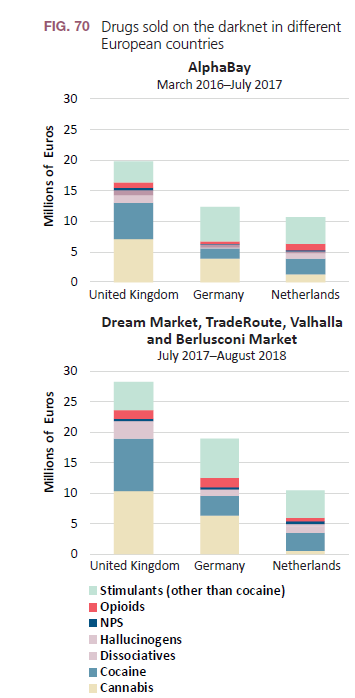 FIG. 70 Drugs sold on the darknet in different
European countries
AlphaBay
March 2016–July 2017
Millions of Euros
30
25
20
15
10
5
0
United Kingdom Germany Netherlands
Dream Market, TradeRoute, Valhalla
and Berlusconi Market
July 2017–August 2018
Millions of Euros
30
25
20
15
10
5
0
United Kingdom Germany Netherlands
Stimulants (other than cocaine)
Opioids
NPS
Hallucinogens
Dissociatives
Cocaine
Cannabis